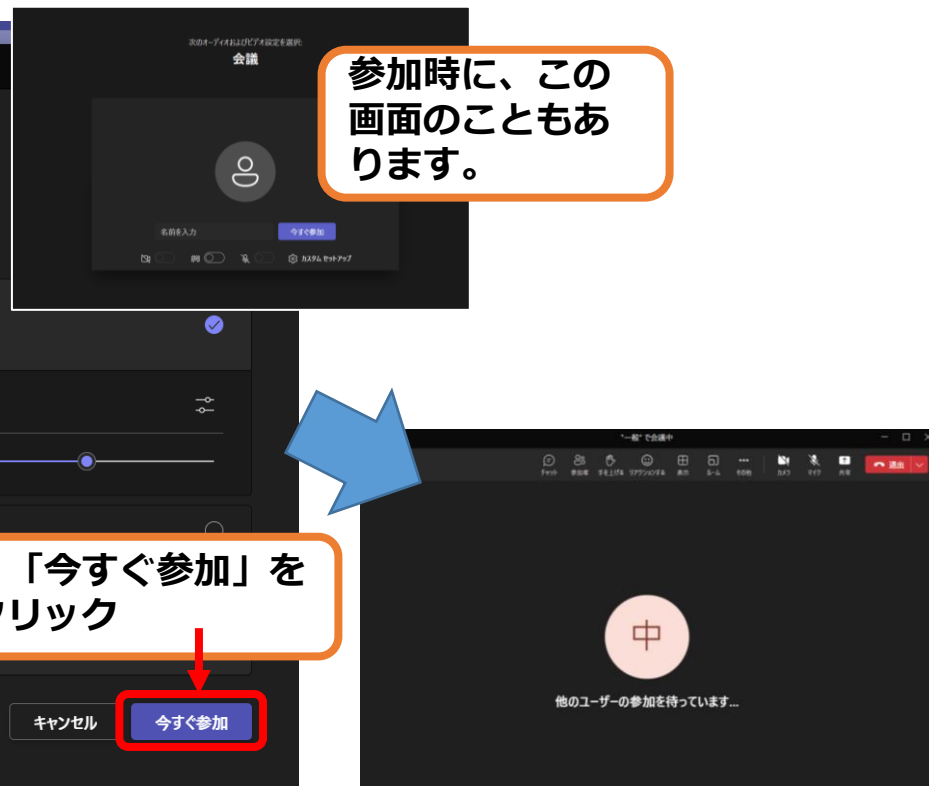 次のオーディオおよびビデオ設定を選択:
会議
参加時に、この
画面のこともあ
ります。
名前を入力
今すぐ参加
カスタム セットアップ
"一般" で会議中
チャット 参加者 手を上げる リアクションする 表示 ルーム その他 カメラ マイク 共有 退出
「今すぐ参加」を
リック
中
他のユーザーの参加を待っています...
キャンセル
今すぐ参加